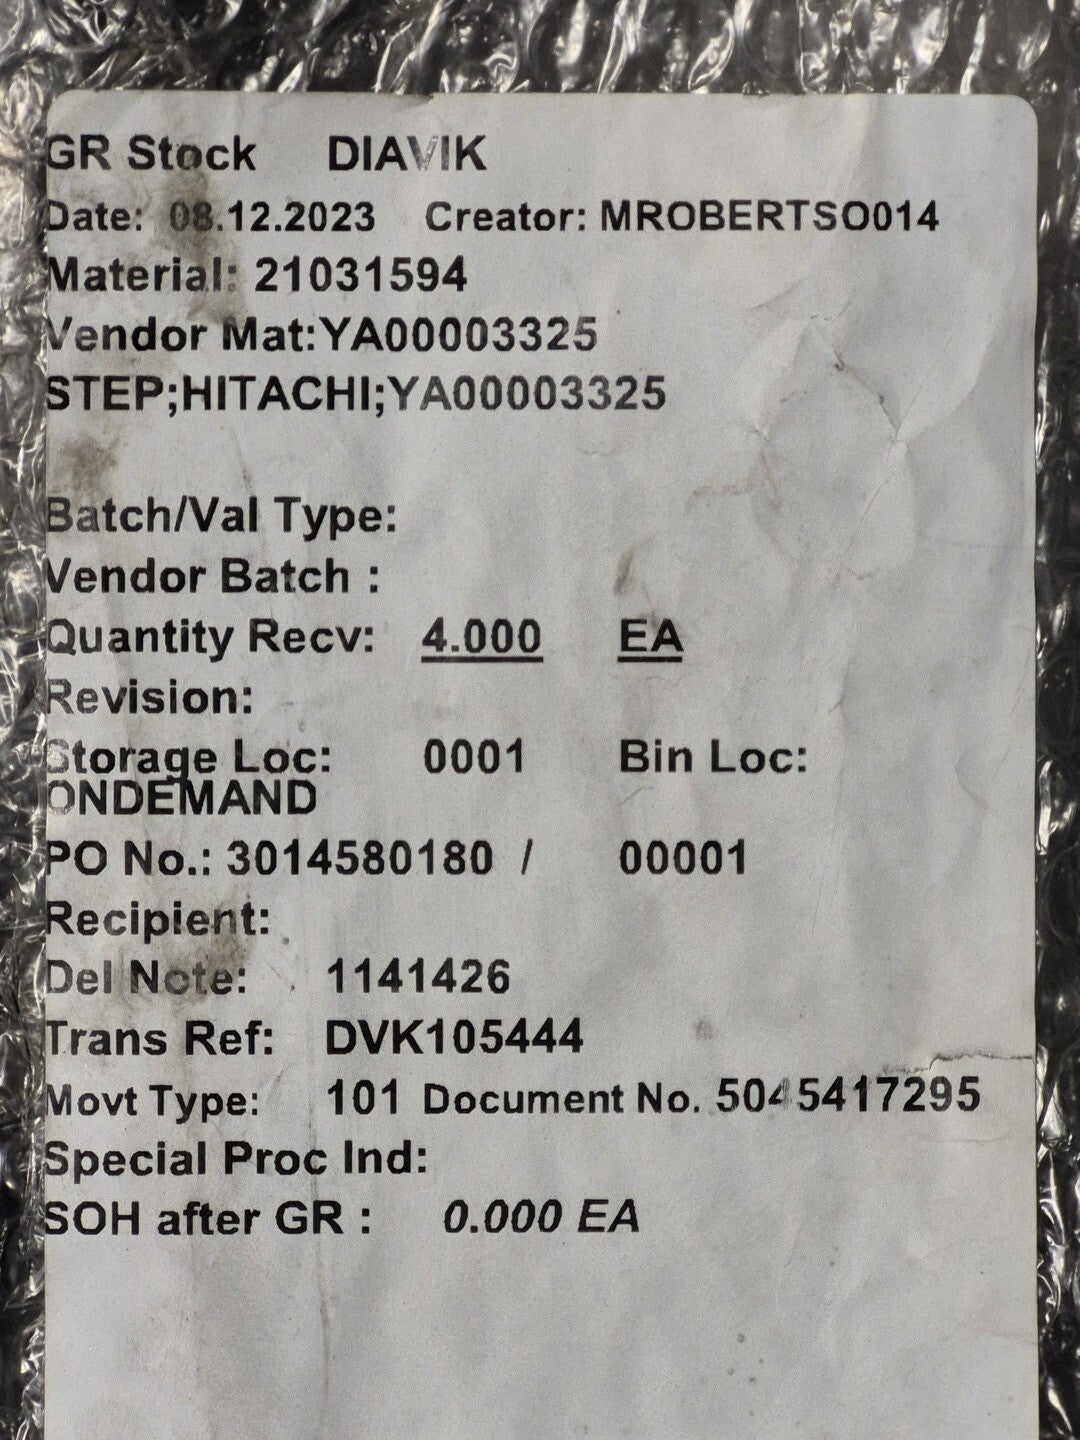 GR Stock DIAVIK
Date: 08.12.2023 Creator: MROBERTSO014
Material: 21031594
Vendor Mat:YA00003325
STEP;HITACHI;YA00003325
Batch/Val Type:
Vendor Batch :
Quantity Recv: 4.000 EA
Revision:
Storage Loc: 0001 Bin Loc:
ONDEMAND
PO No.: 3014580180 / 00001
Recipient:
Del Note: 1141426
Trans Ref: DVK105444
Movt Type: 101 Document No. 5045417295
Special Proc Ind:
SOH after GR : 0.000 EA